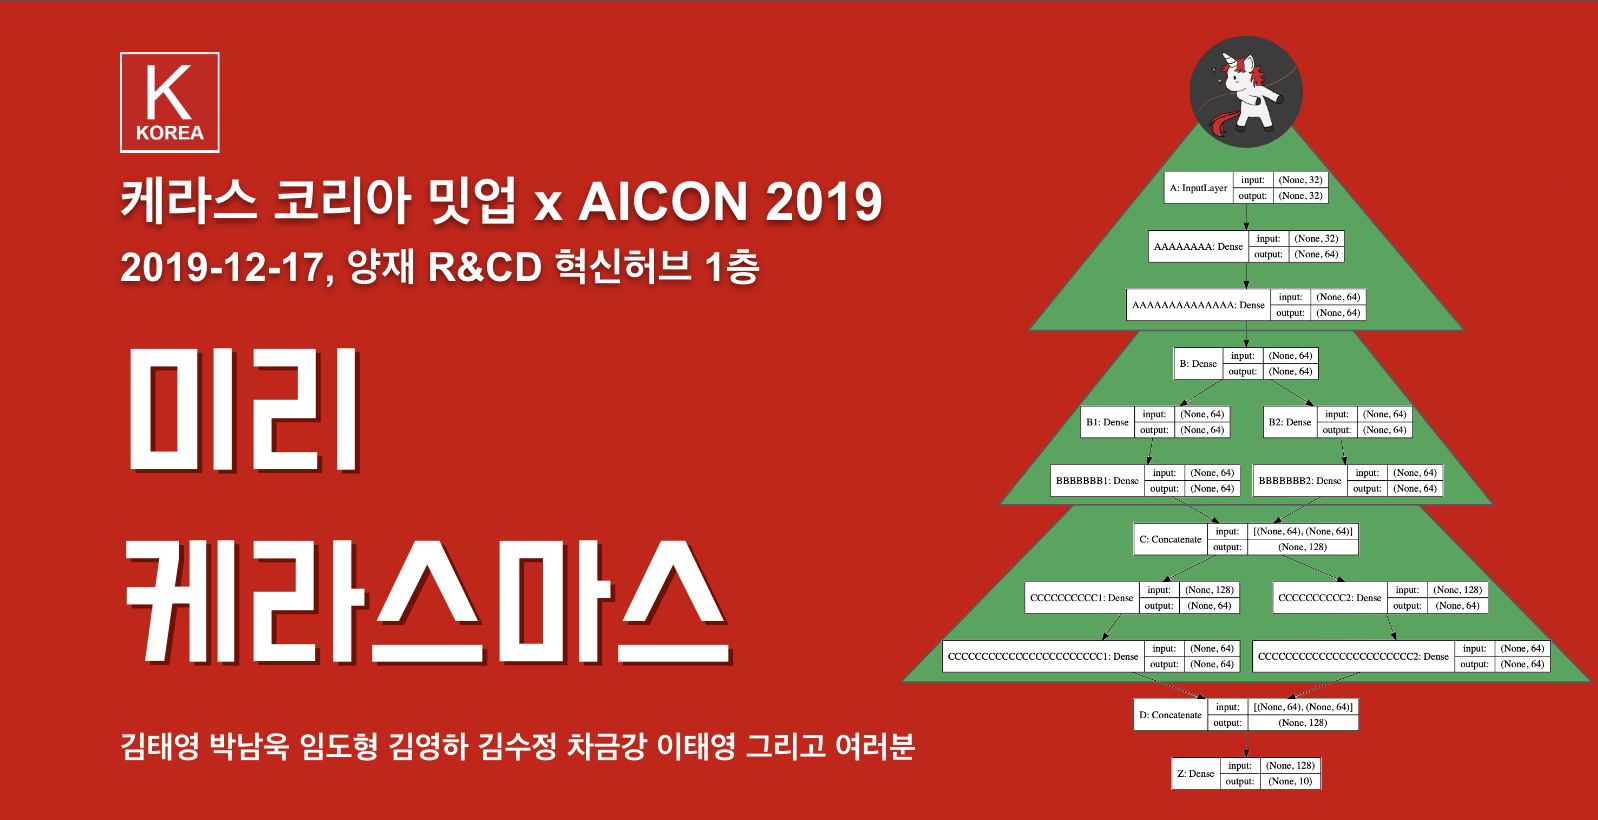 K
KOREA
케라스 코리아 밋업 x AICON 2019
2019-12-17, 양재 R&CD 혁신허브 1층
미리
케라스마스
김태영 박남욱 임도형 김영하 김수정 차금강 이태영 그리고 여러분
A: InputLayer input: (None, 32)
output: (None, 32)
AAAAAAAA: Dense input: (None, 32)
output: (None, 64)
AAAAAAAAAAAAAA: Dense input: (None, 64)
output: (None, 64)
B: Dense input: (None, 64)
output: (None, 64)
B1: Dense input: (None, 64)
output: (None, 64)
B2: Dense input: (None, 64)
output: (None, 64)
BBBBBBB1: Dense input: (None, 64)
output: (None, 64)
BBBBBBB2: Dense input: (None, 64)
output: (None, 64)
C: Concatenate input: [(None, 64), (None, 64)]
output: (None, 128)
CCCCCCCCCC1: Dense input: (None, 128)
output: (None, 64)
CCCCCCCCCC2: Dense input: (None, 128)
output: (None, 64)
CCCCCCCCCCCCCCCCCCCCCCC1: Dense input: (None, 64)
output: (None, 64)
CCCCCCCCCCCCCCCCCCCCCCC2: Dense input: (None, 64)
output: (None, 64)
D: Concatenate input: [(None, 64), (None, 64)]
output: (None, 128)
Z: Dense input: (None, 128)
output: (None, 10)